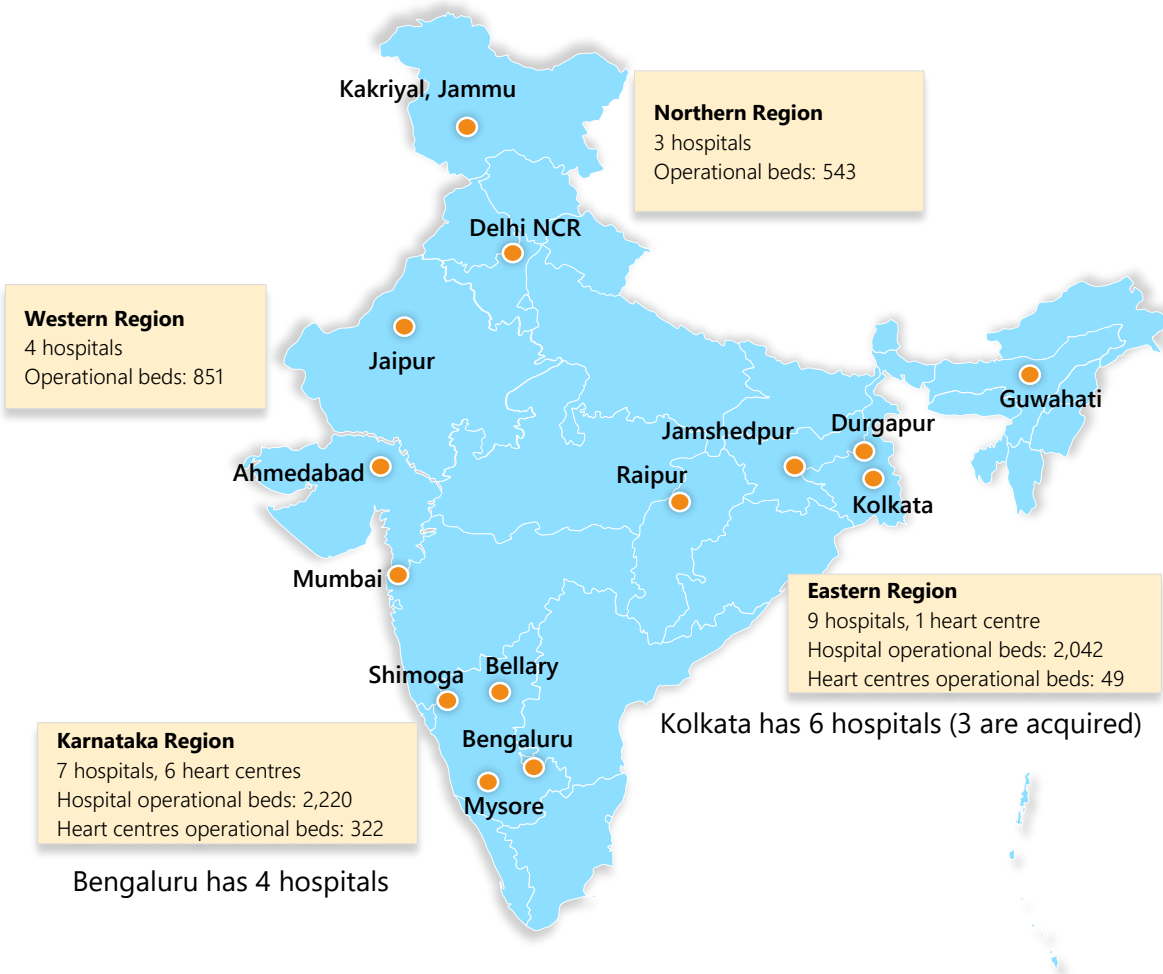 Kakriyal, Jammu
Northern Region
3 hospitals
Operational beds: 543
Delhi NCR
Western Region
4 hospitals
Operational beds: 851
Jaipur
Guwahati
Jamshedpur
Durgapur
Ahmedabad
Raipur
Kolkata
Mumbai
Eastern Region
9 hospitals, 1 heart centre
Hospital operational beds: 2,042
Heart centres operational beds: 49
Kolkata has 6 hospitals (3 are acquired)
Shimoga
Bellary
Bengaluru
Mysore
Karnataka Region
7 hospitals, 6 heart centres
Hospital operational beds: 2,220
Heart centres operational beds: 322
Bengaluru has 4 hospitals